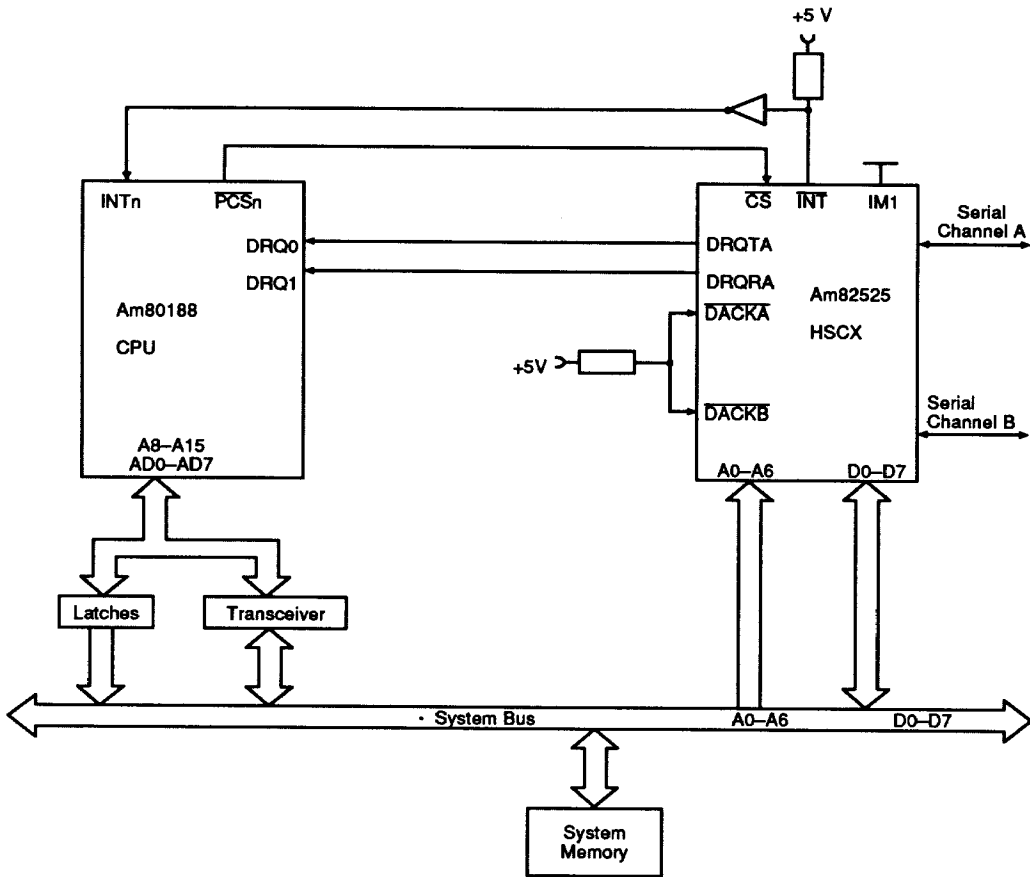 +5 V
INTn
PCSn
CS
INT
IM1
Serial
Channel A
DRQ0
DRQTA
DRQ1
DRQRA
Am80188
CPU
DACKA
Am82525
HSCX
+5V
DACKB
Serial
Channel B
A8–A15
AD0–AD7
A0–A6
D0–D7
Latches
Transceiver
System Bus
A0–A6
D0–D7
System
Memory